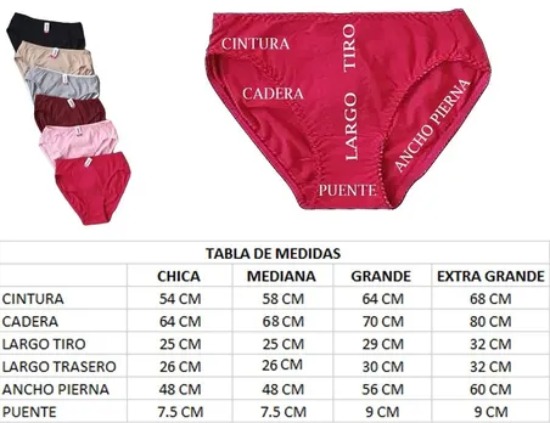 CINTURA
CADERA
LARGO TIRO
ANCHO PIERNA
PUENTE
TABLA DE MEDIDAS
CHICA MEDIANA GRANDE EXTRA GRANDE
CINTURA 54 CM 58 CM 64 CM 68 CM
CADERA 64 CM 68 CM 70 CM 80 CM
LARGO TIRO 25 CM 25 CM 29 CM 32 CM
LARGO TRASERO 26 CM 26 CM 30 CM 32 CM
ANCHO PIERNA 48 CM 48 CM 56 CM 60 CM
PUENTE 7.5 CM 7.5 CM 9 CM 9 CM